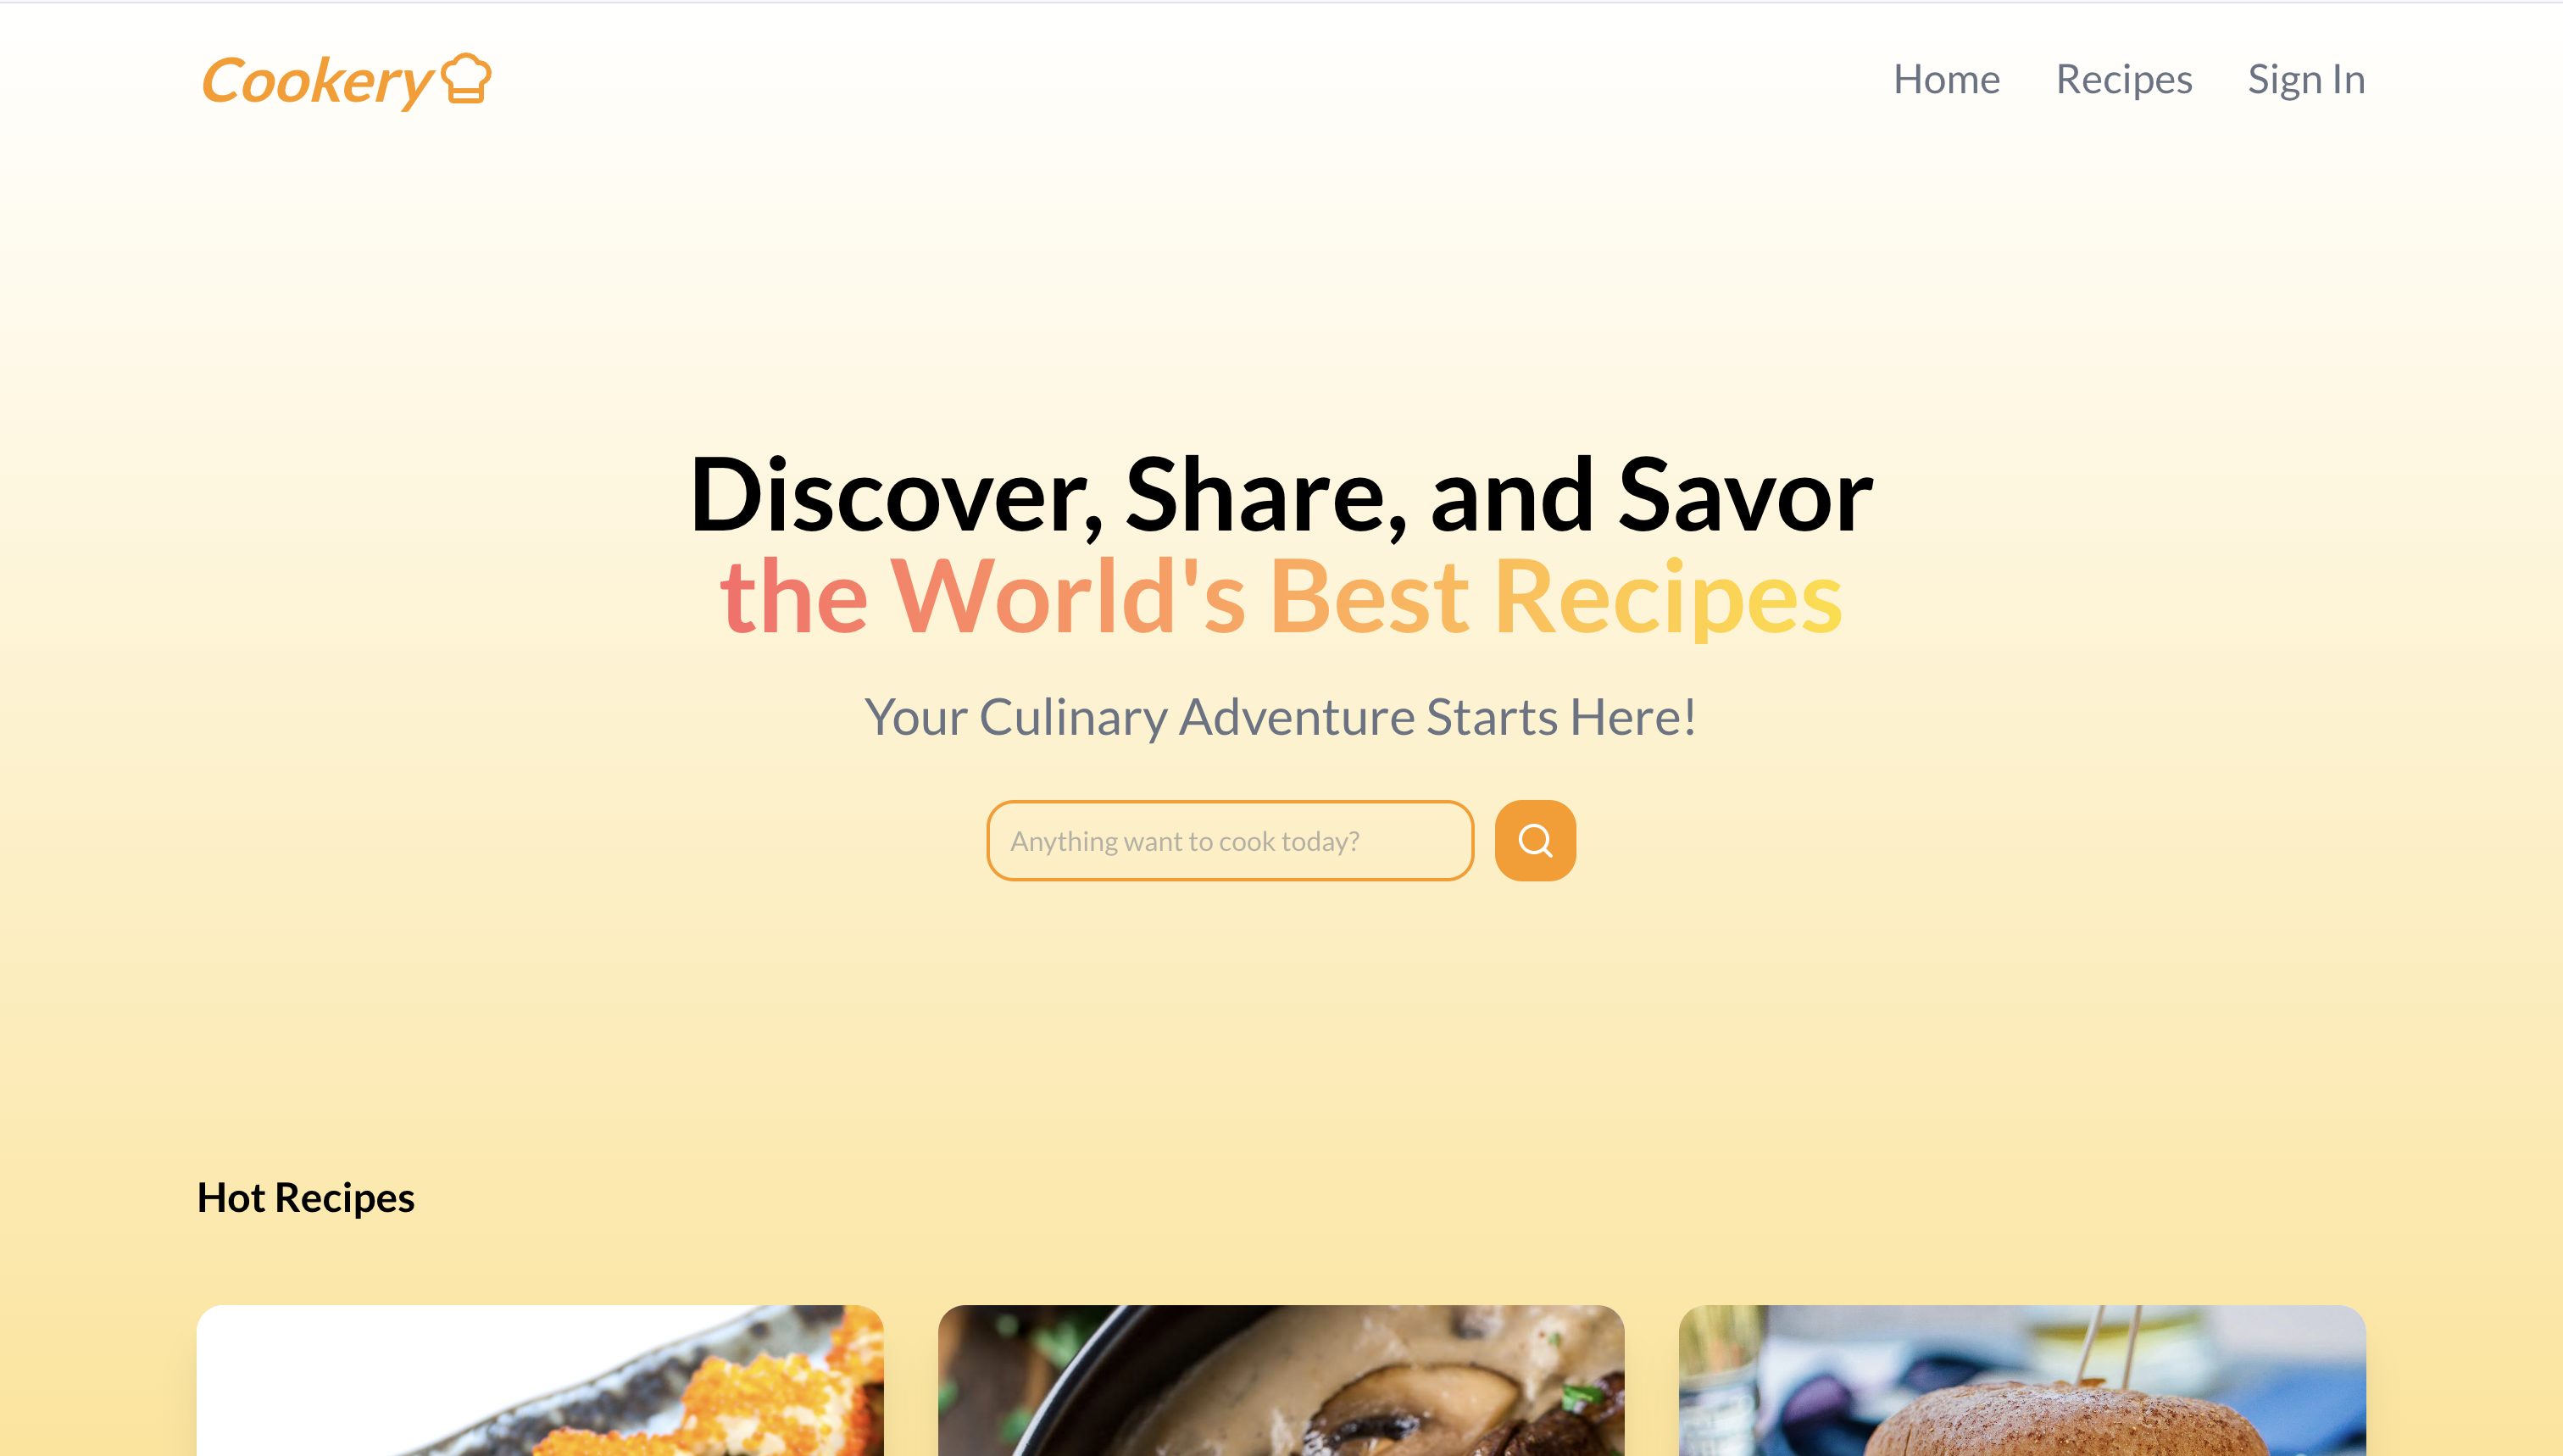 Cookery
Home Recipes Sign In
Discover, Share, and Savor
the World's Best Recipes
Your Culinary Adventure Starts Here!
Anything want to cook today?
Hot Recipes